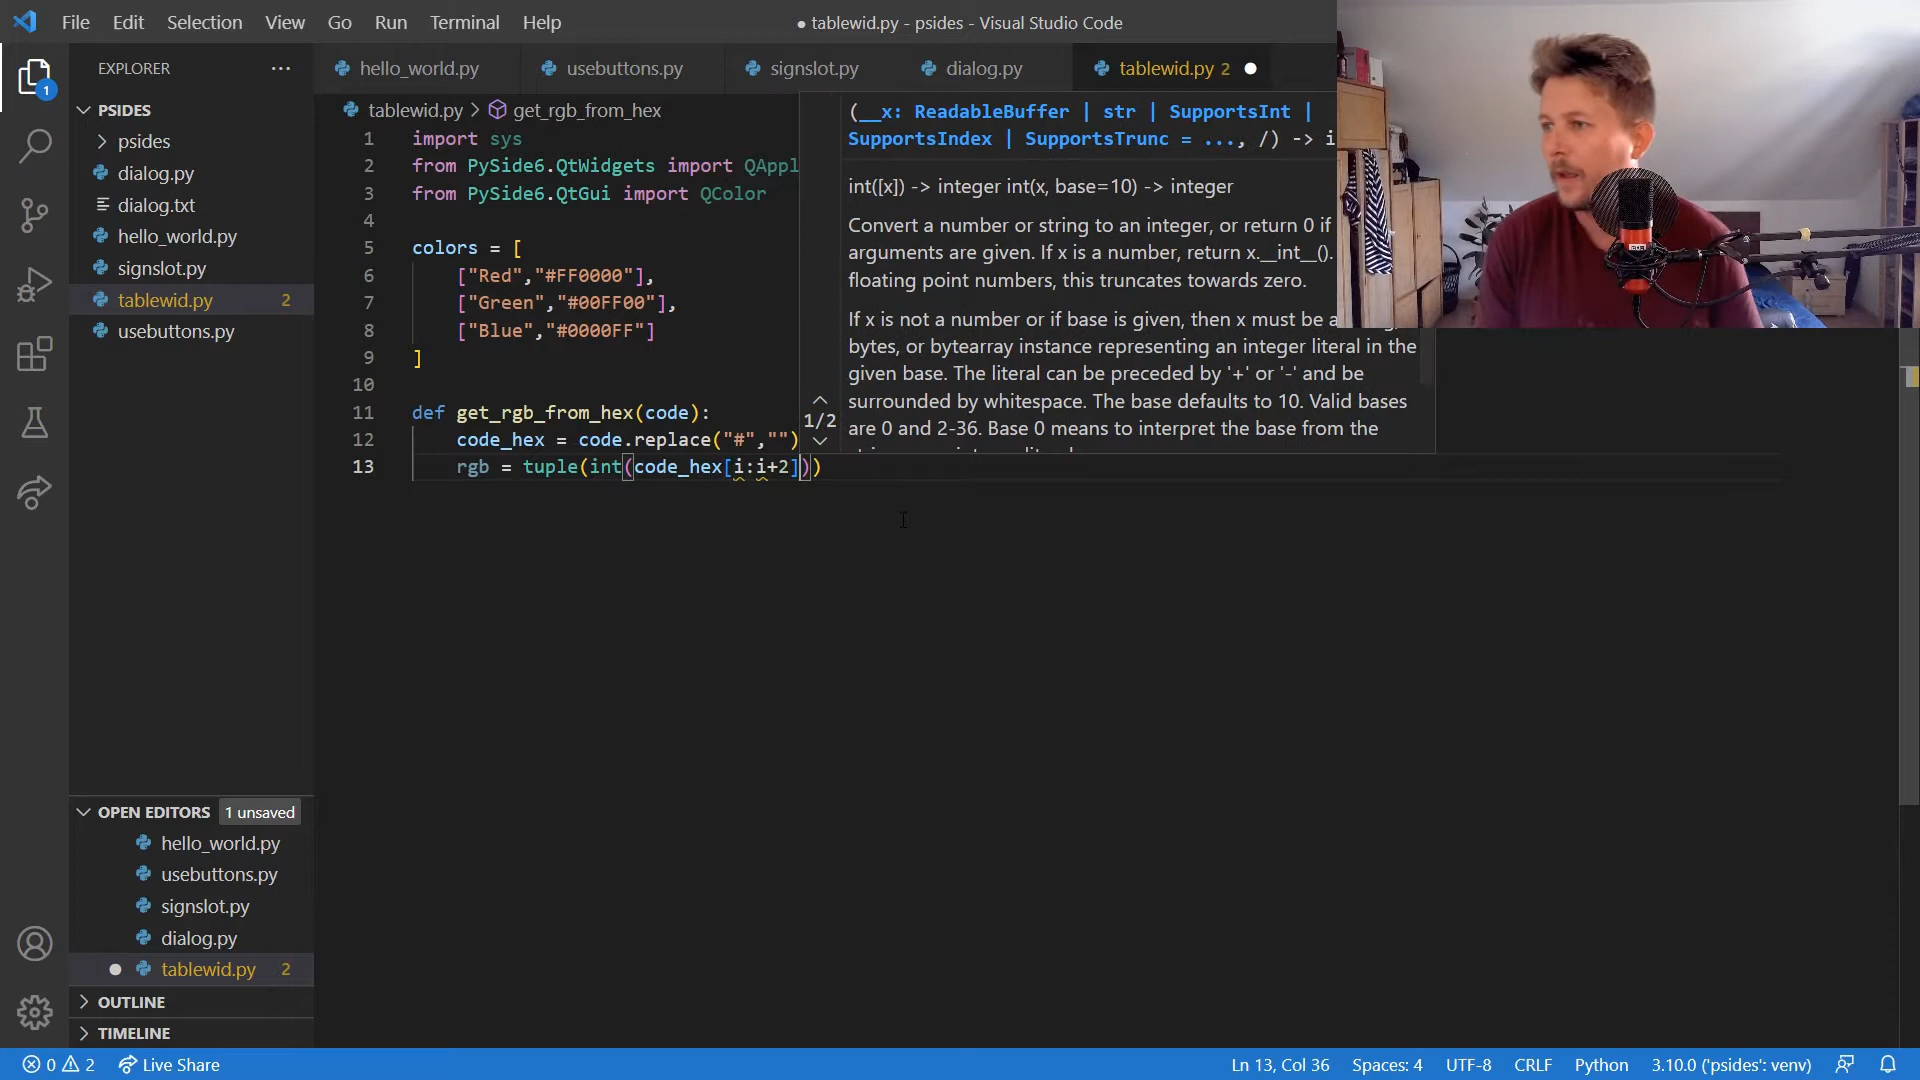 File Edit Selection View Go Run Terminal Help
● tablewid.py - psides - Visual Studio Code
EXPLORER ···
hello_world.py usebuttons.py signslot.py dialog.py tablewid.py 2 ●
1
PSIDES
psides
dialog.py
dialog.txt
hello_world.py
signslot.py
tablewid.py 2
usebuttons.py
tablewid.py > get_rgb_from_hex
1 import sys
2 from PySide6.QtWidgets import QAppl
3 from PySide6.QtGui import QColor
4
5 colors = [
6 ["Red","#FF0000"],
7 ["Green","#00FF00"],
8 ["Blue","#0000FF"]
9 ]
10
11 def get_rgb_from_hex(code):
12 code_hex = code.replace("#","")
13 rgb = tuple(int(code_hex[i:i+2]))
(__x: ReadableBuffer | str | SupportsInt |
SupportsIndex | SupportsTrunc = ..., /) -> i
int([x]) -> integer int(x, base=10) -> integer
Convert a number or string to an integer, or return 0 if
arguments are given. If x is a number, return x.__int__().
floating point numbers, this truncates towards zero.
If x is not a number or if base is given, then x must be a
bytes, or bytearray instance representing an integer literal in the
given base. The literal can be preceded by '+' or '-' and be
surrounded by whitespace. The base defaults to 10. Valid bases
are 0 and 2-36. Base 0 means to interpret the base from the
1/2
OPEN EDITORS 1 unsaved
hello_world.py
usebuttons.py
signslot.py
dialog.py
● tablewid.py 2
OUTLINE
TIMELINE
0 2 Live Share
Ln 13, Col 36 Spaces: 4 UTF-8 CRLF Python 3.10.0 ('psides': venv)